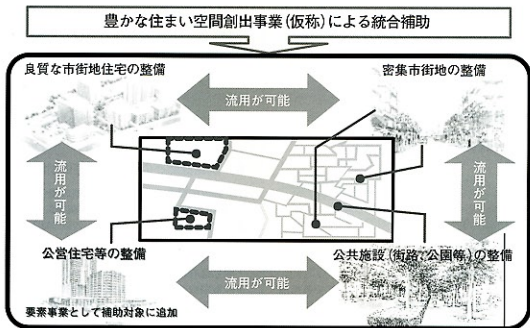 豊かな住まい空間創出事業(仮称)による統合補助
良質な市街地住宅の整備
密集市街地の整備
流用が可能
流用が可能
流用が可能
公営住宅等の整備
公共施設(街路、公園等)の整備
流用が可能
要素事業として補助対象に追加